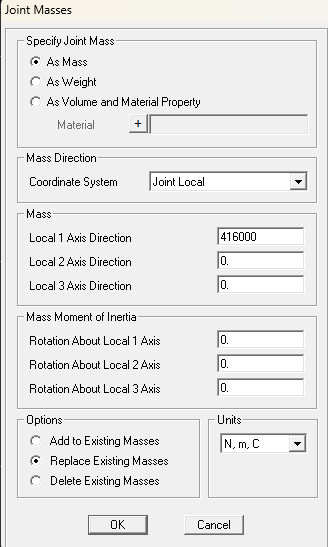 Joint Masses
Specify Joint Mass
As Mass
As Weight
As Volume and Material Property
Material +
Mass Direction
Coordinate System Joint Local
Mass
Local 1 Axis Direction 416000
Local 2 Axis Direction 0.
Local 3 Axis Direction 0.
Mass Moment of Inertia
Rotation About Local 1 Axis 0.
Rotation About Local 2 Axis 0.
Rotation About Local 3 Axis 0.
Options
Add to Existing Masses
Replace Existing Masses
Delete Existing Masses
Units
N, m, C
OK Cancel